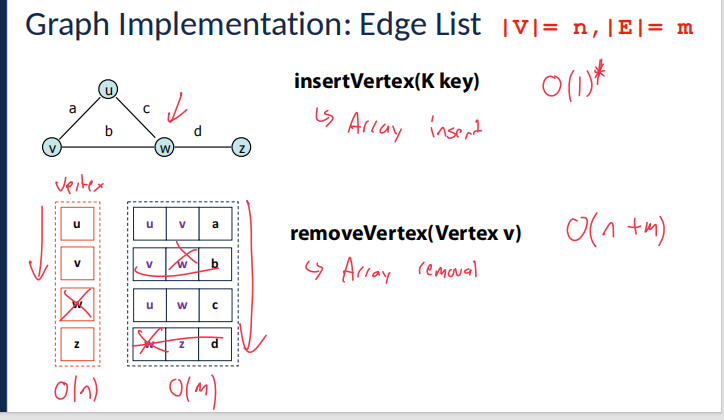 Graph Implementation: Edge List |V|= n,|E|= m
u
a
c
b
d
v
w
z
insertVertex(K key)
O(1)*
↳ Array insert
Vertex
u
v
w
z
u v a
v w b
u w c
w z d
removeVertex(Vertex v)
O(n + m)
↳ Array removal
O(n)
O(m)